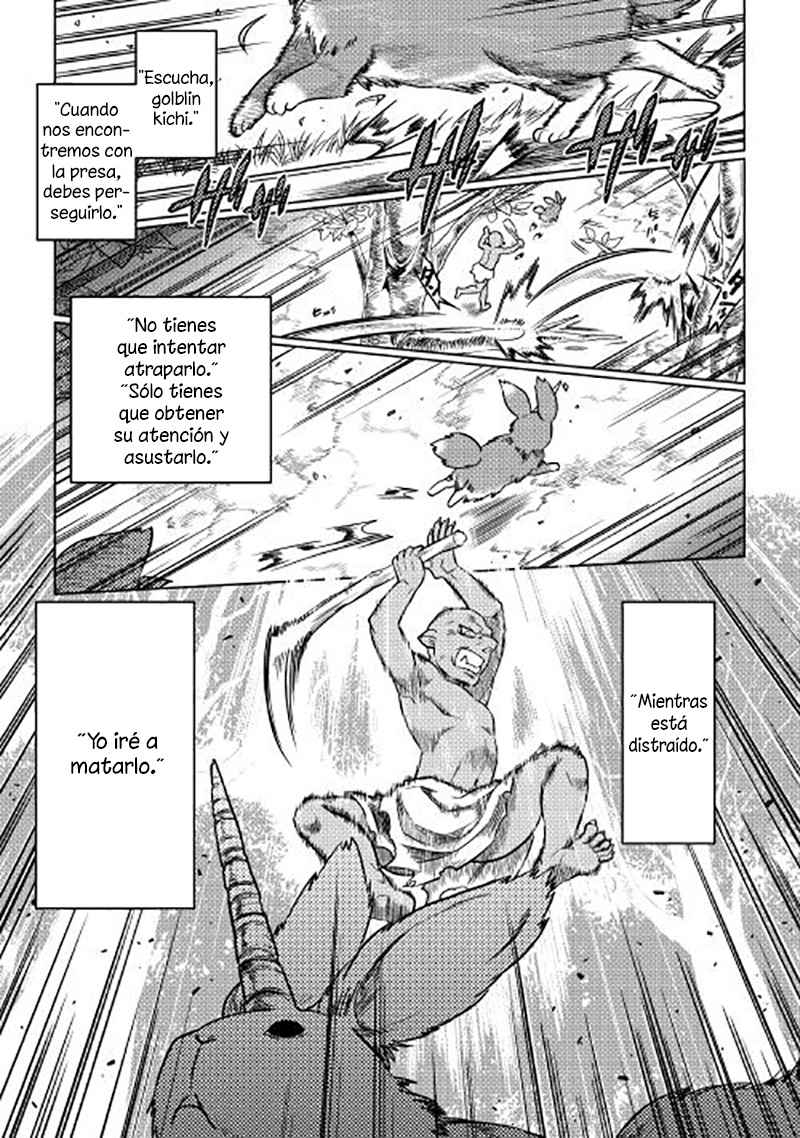 "Escucha,
golblin
kichi."
"Cuando
nos encon-
tremos con
la presa,
debes per-
seguirlo."
"No tienes
que intentar
atraparlo."
"Sólo tienes
que obtener
su atención y
asustarlo."
"Mientras
está
distraído."
"Yo iré a
matarlo."